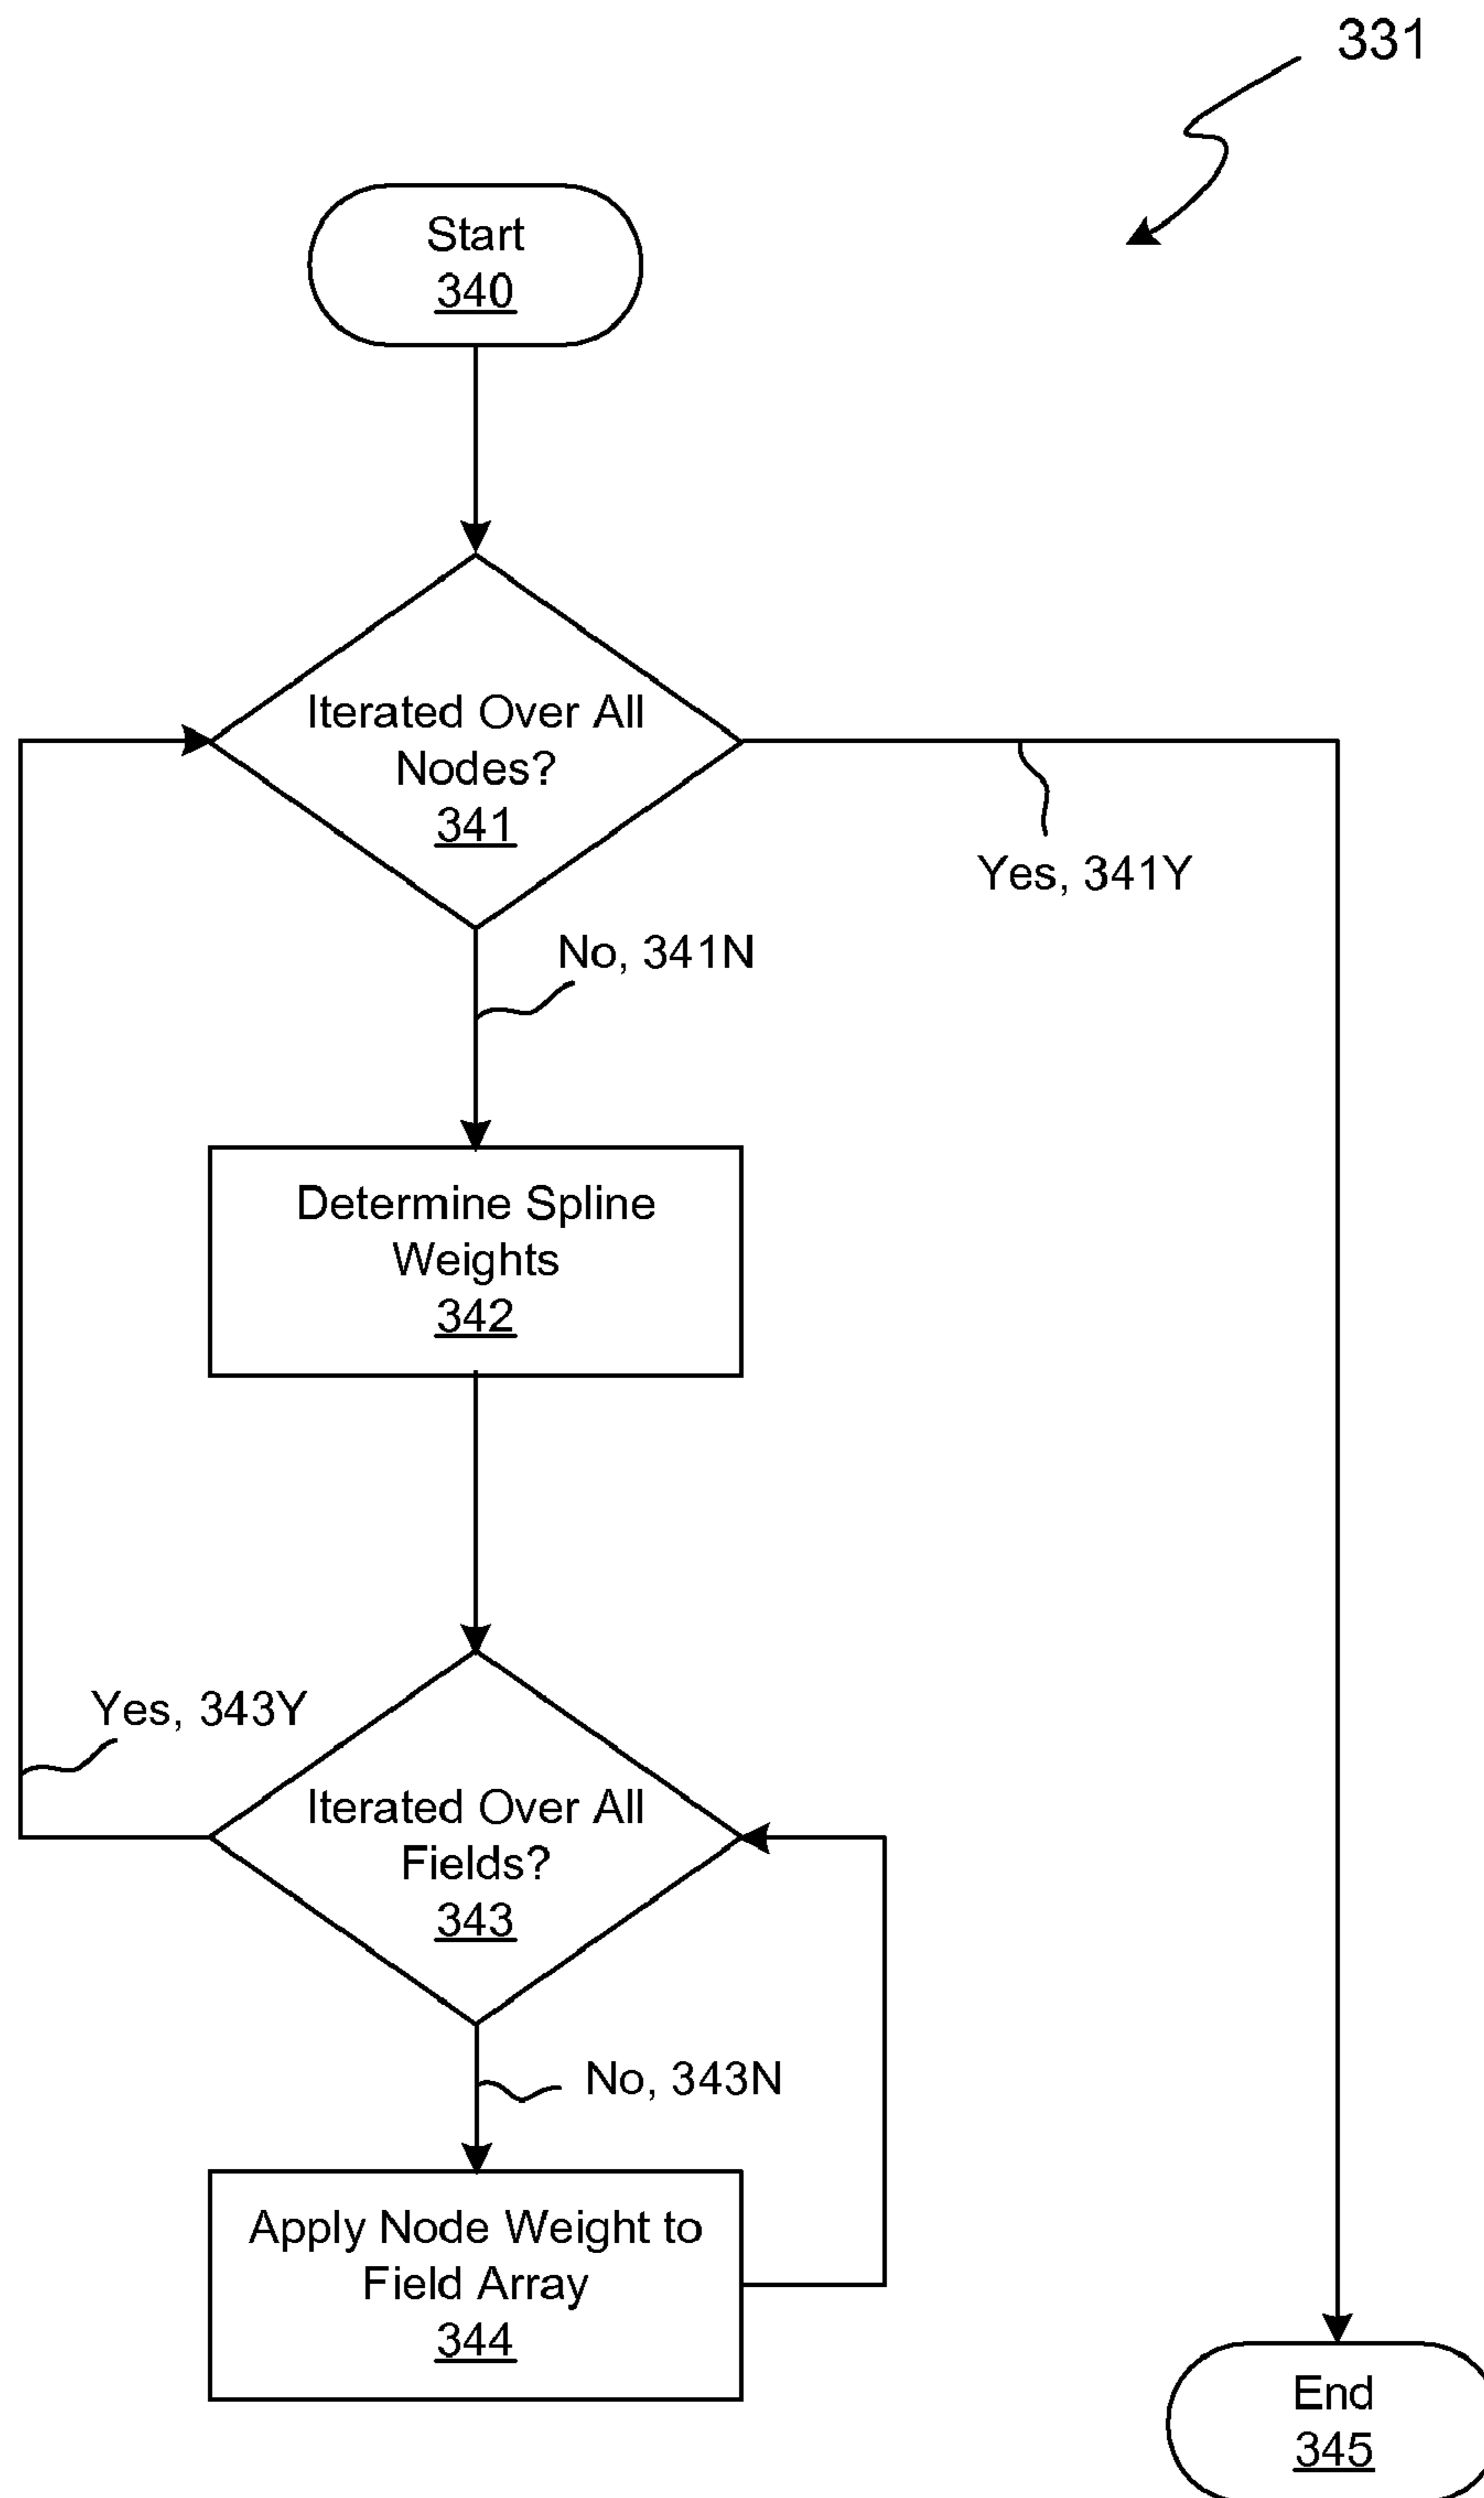 331
Start
340
Iterated Over All
Nodes?
341
Yes, 341Y
No, 341N
Determine Spline
Weights
342
Yes, 343Y
Iterated Over All
Fields?
343
No, 343N
Apply Node Weight to
Field Array
344
End
345